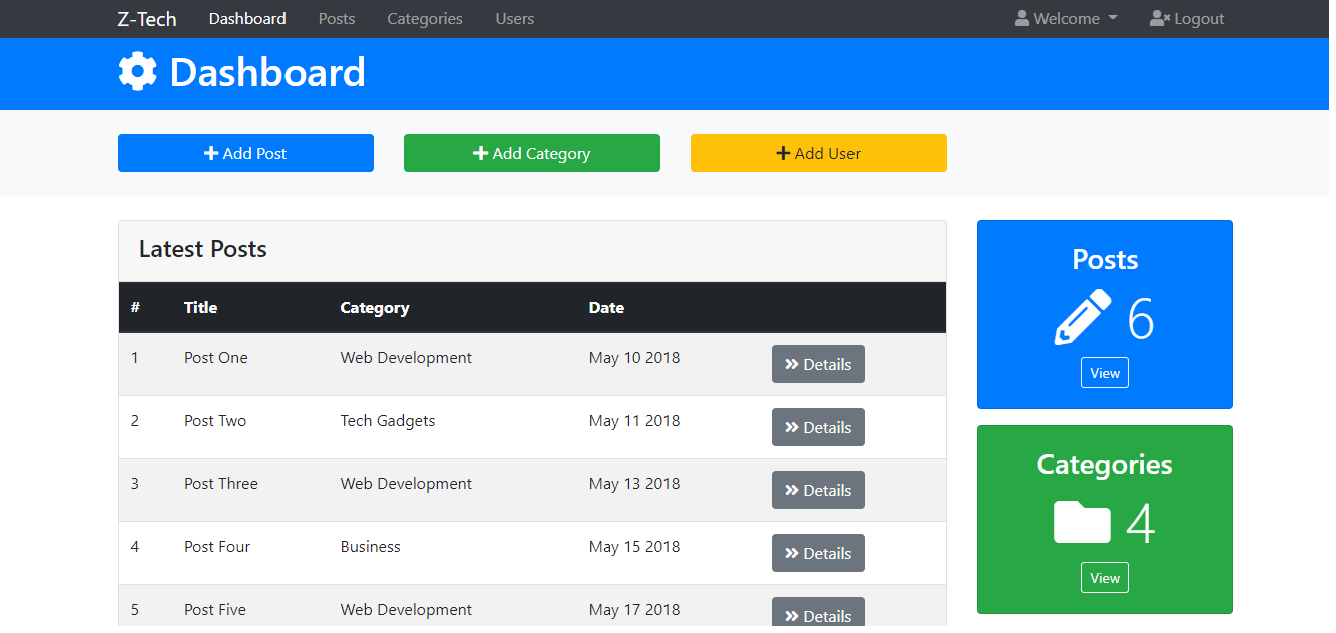 Z-Tech Dashboard Posts Categories Users Welcome Logout
Dashboard
Add Post Add Category Add User
Latest Posts
# Title Category Date
1 Post One Web Development May 10 2018 Details
2 Post Two Tech Gadgets May 11 2018 Details
3 Post Three Web Development May 13 2018 Details
4 Post Four Business May 15 2018 Details
5 Post Five Web Development May 17 2018 Details
Posts
6
View
Categories
4
View